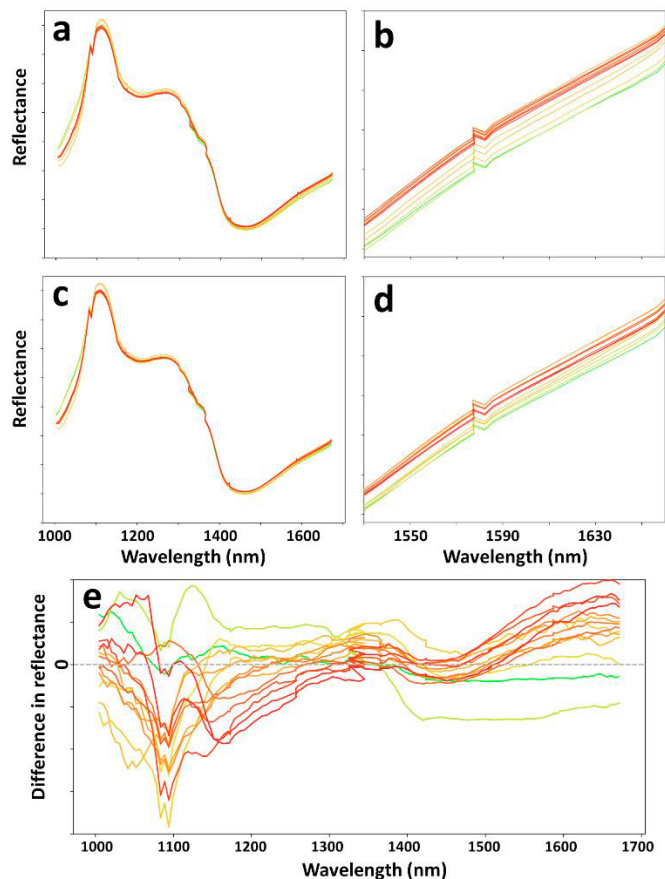 a
b
Reflectance
c
d
Reflectance
1000
1200
1400
1600
1550
1590
1630
Wavelength (nm)
Wavelength (nm)
e
0
Difference in reflectance
1000
1100
1200
1300
1400
1500
1600
1700
Wavelength (nm)